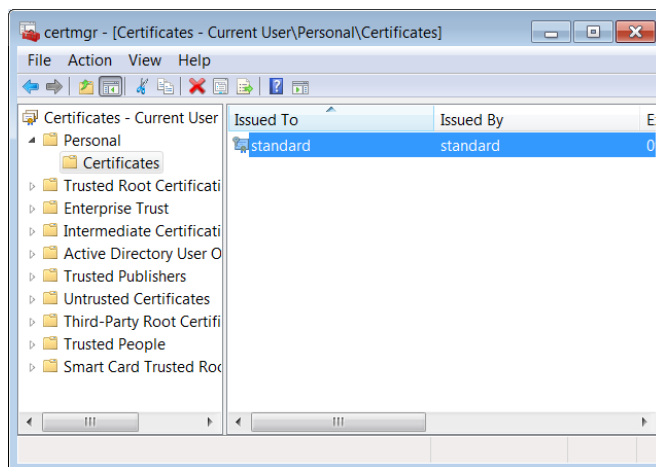 certmgr - [Certificates - Current User\Personal\Certificates]
File Action View Help
Certificates - Current User
Personal
Certificates
Trusted Root Certificati
Enterprise Trust
Intermediate Certificati
Active Directory User O
Trusted Publishers
Untrusted Certificates
Third-Party Root Certifi
Trusted People
Smart Card Trusted Roo
Issued To Issued By E
standard standard 0